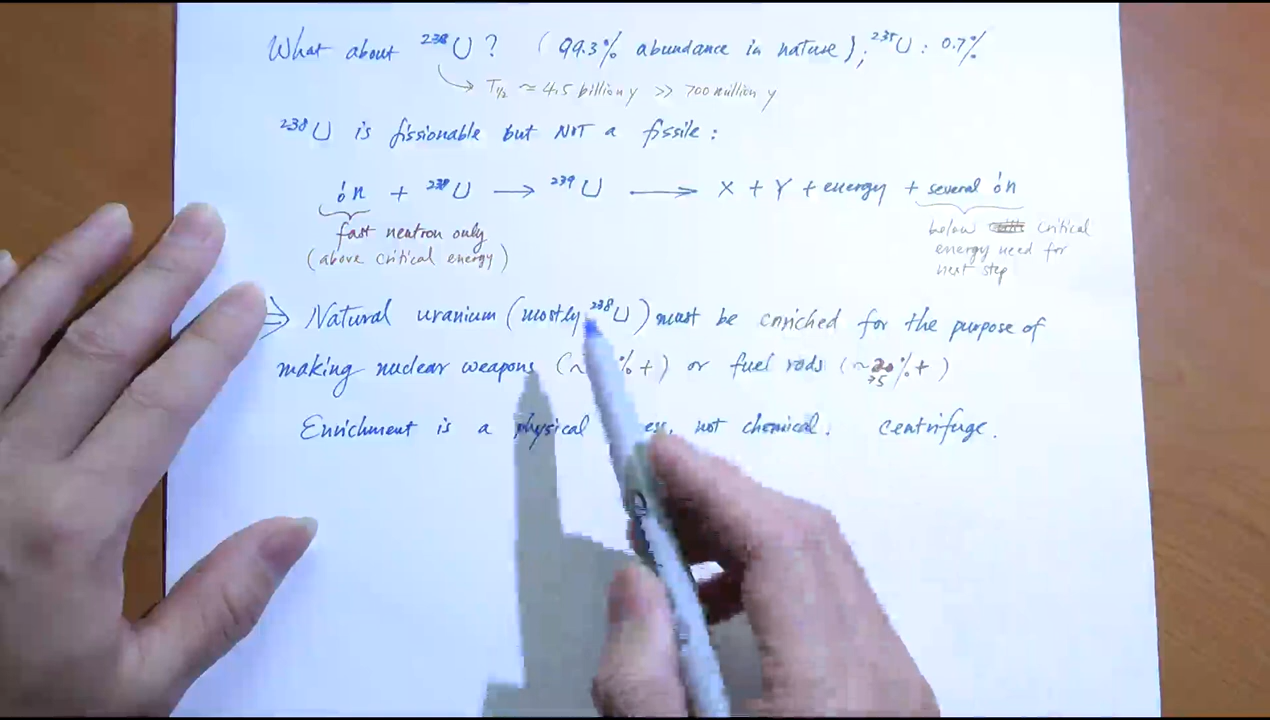 What about ²³⁸U? (99.3% abundance in nature); ²³⁵U: 0.7%
→ T½ ≈ 4.5 billion y >> 700 million y
²³⁸U is fissionable but NOT a fissile:
¹₀n + ²³⁸U → ²³⁹U → X + Y + energy + several ¹₀n
fast neutron only
(above critical energy)
below critical
energy need for
next step
⇒ Natural uranium (mostly ²³⁸U) must be enriched for the purpose of
making nuclear weapons (~ %+) or fuel rods (~ %+)
Enrichment is a physical not chemical. Centrifuge.